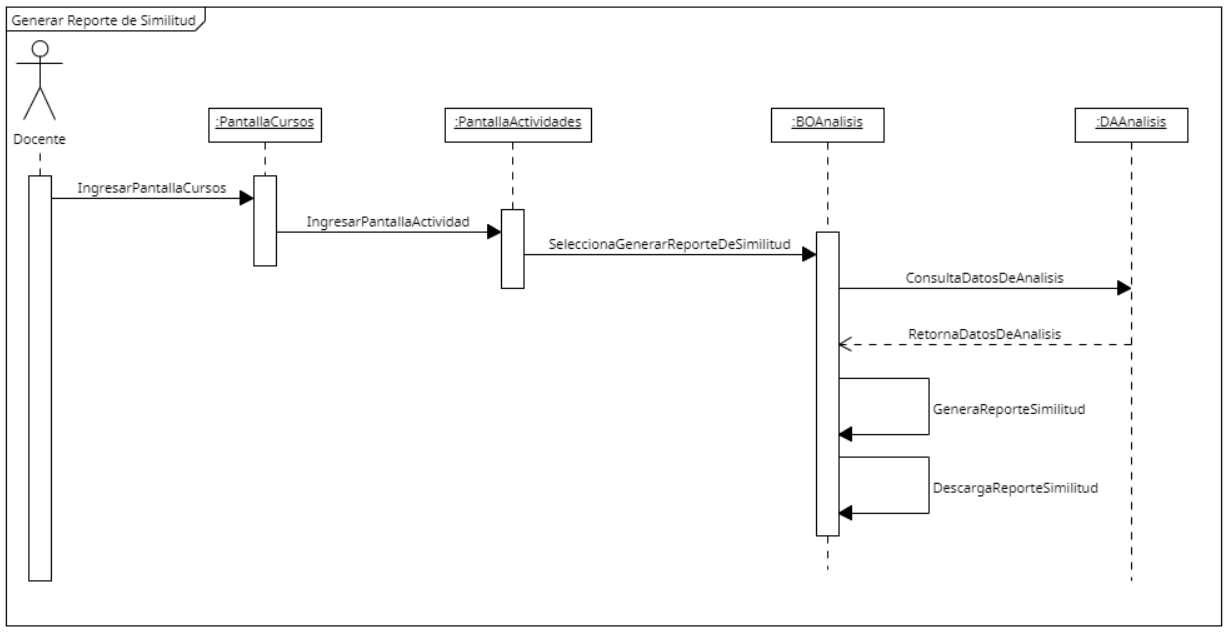 Generar Reporte de Similitud
Docente
:PantallaCursos
:PantallaActividades
:BOAnalisis
:DAAnalisis
IngresarPantallaCursos
IngresarPantallaActividad
SeleccionaGenerarReporteDeSimilitud
ConsultaDatosDeAnalisis
RetornaDatosDeAnalisis
GeneraReporteSimilitud
DescargaReporteSimilitud